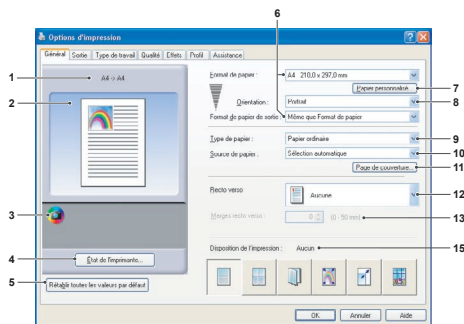 6
Options d'impression
Général Sortie Type de travail Qualité Effets Profil Assistance
1
A4 -> A4
2
3
4
État de l'imprimante...
5
Rétablir toutes les valeurs par défaut
Format de papier :
A4 210,0 x 297,0 mm
Papier personnalisé
7
Orientation :
Portrait
8
Format de papier de sortie :
Même que Format de papier
Type de papier :
Papier ordinaire
9
Source de papier :
Sélection automatique
10
Page de couverture...
11
Recto verso
Aucune
12
Marges recto verso :
0 (0 - 50 mm)
13
Disposition de l'impression :
Aucun
15
OK Annuler Aide